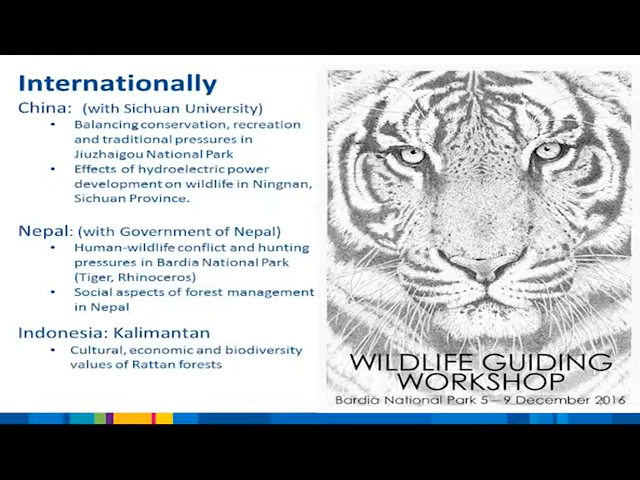 Internationally
China: (with Sichuan University)
• Balancing conservation, recreation
and traditional pressures in
Jiuzhaigou National Park
• Effects of hydroelectric power
development on wildlife in Ningnan,
Sichuan Province.
Nepal: (with Government of Nepal)
• Human-wildlife conflict and hunting
pressures in Bardia National Park
(Tiger, Rhinoceros)
• Social aspects of forest management
in Nepal
Indonesia: Kalimantan
• Cultural, economic and biodiversity
values of Rattan forests
WILDLIFE GUIDING
WORKSHOP
Bardia National Park 5 – 9 December 2016